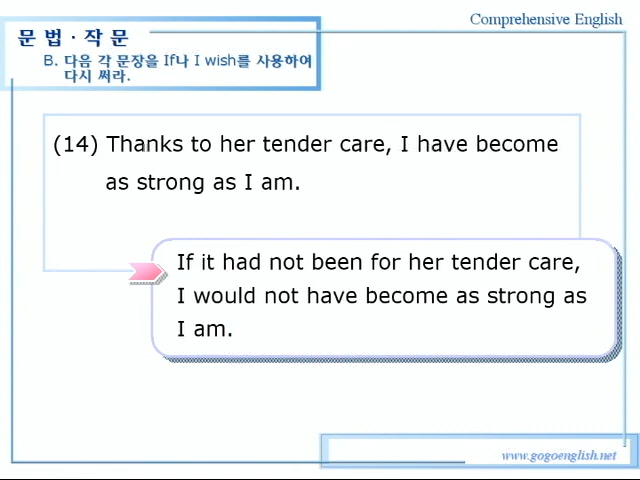 Comprehensive English
문 법 · 작 문
B. 다음 각 문장을 If나 I wish를 사용하여
다시 써라.
(14) Thanks to her tender care, I have become
as strong as I am.
If it had not been for her tender care,
I would not have become as strong as
I am.
www.gogoenglish.net